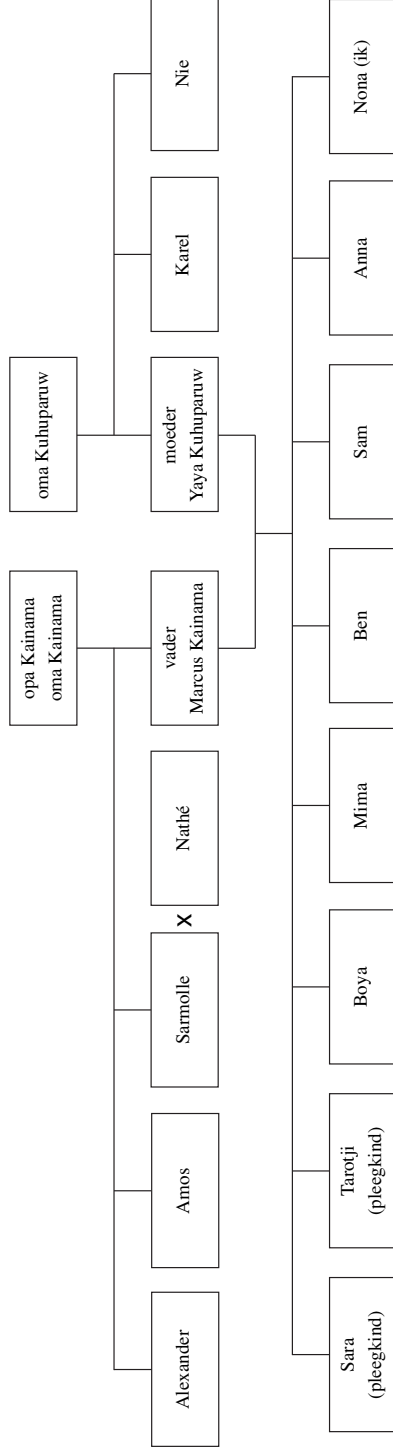 opa Kainama
oma Kainama
oma Kuhuparuw
Alexander
Amos
Sarmolle
x
Nathé
vader
Marcus Kainama
moeder
Yaya Kuhuparuw
Karel
Nie
Sara
(pleegkind)
Tarotji
(pleegkind)
Boya
Mima
Ben
Sam
Anna
Nona (ik)